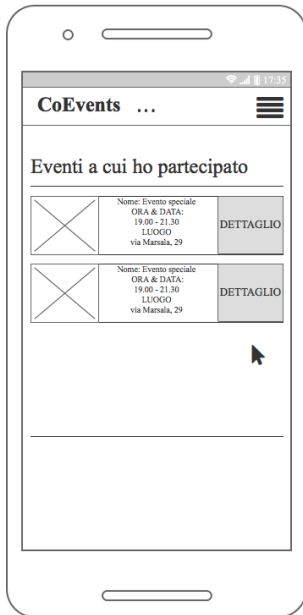 17:35
CoEvents ...
Eventi a cui ho partecipato
Nome: Evento speciale
ORA & DATA:
19.00 - 21.30
LUOGO
via Marsala, 29
DETTAGLIO
Nome: Evento speciale
ORA & DATA:
19.00 - 21.30
LUOGO
via Marsala, 29
DETTAGLIO